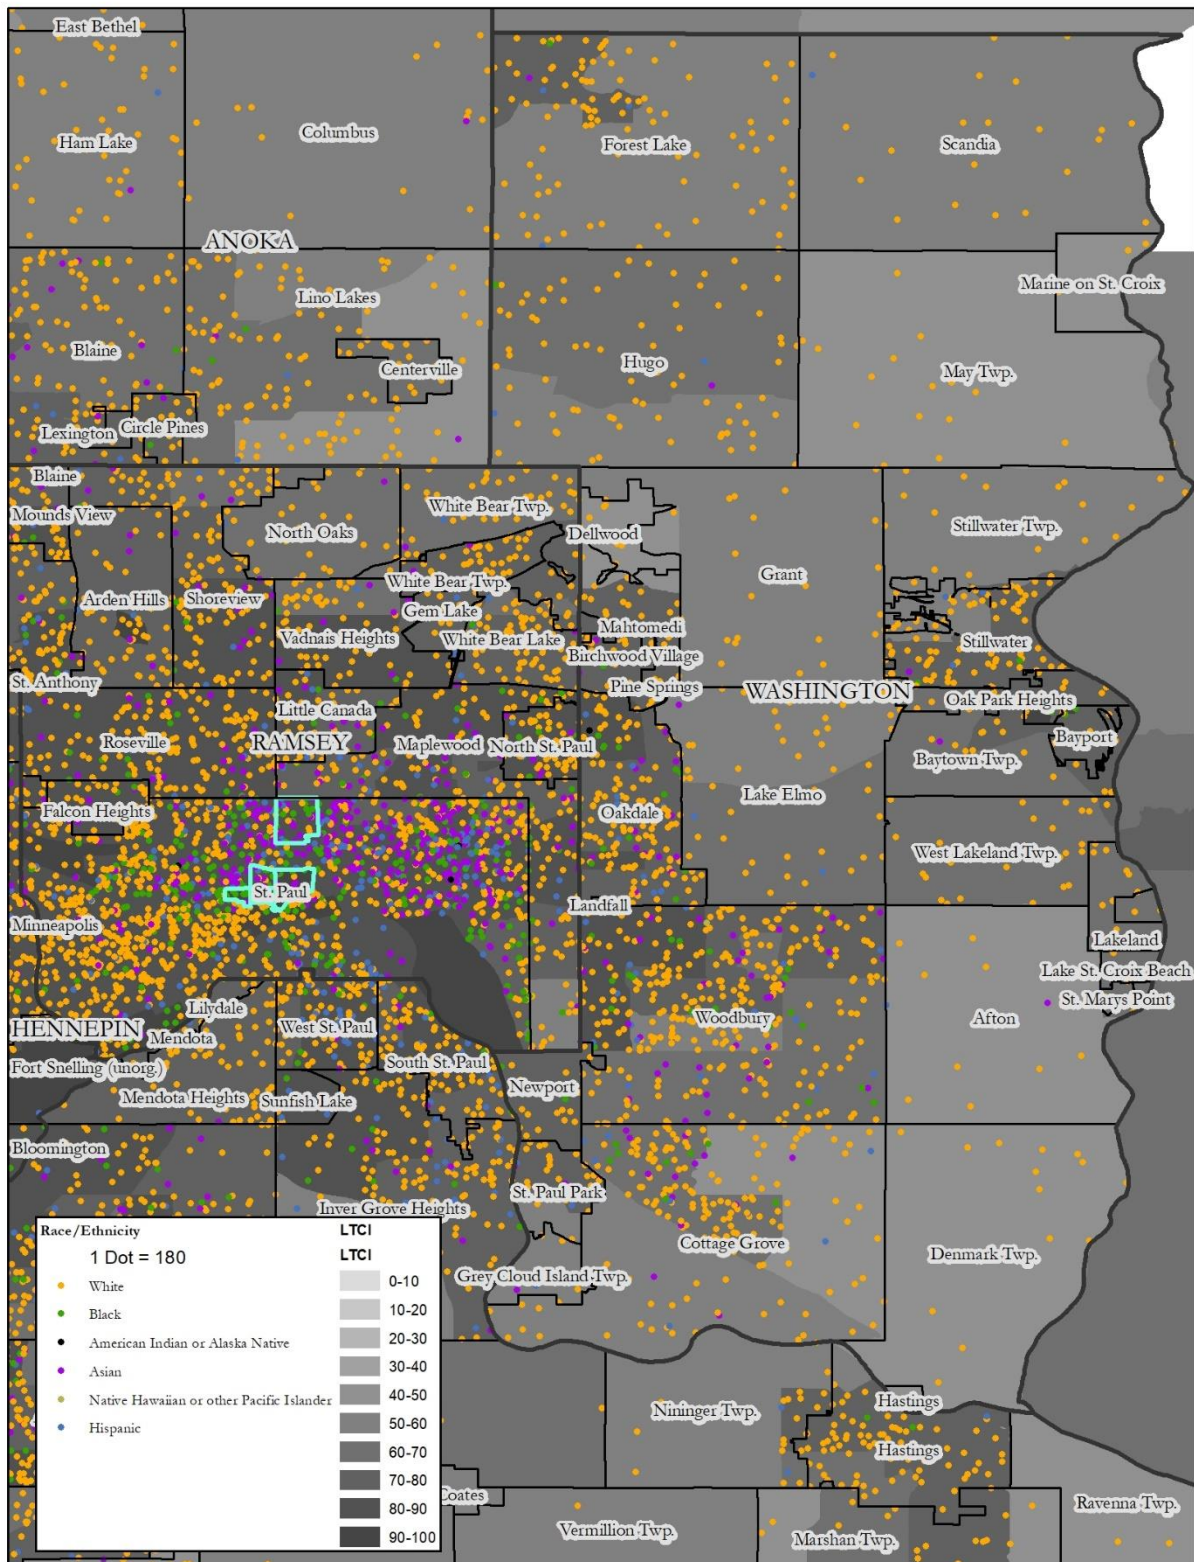 East Bethel
Ham Lake
Columbus
Forest Lake
Scandia
ANOKA
Marine on St. Croix
Lino Lakes
Blaine
Centerville
Hugo
May Twp.
Lexington
Circle Pines
Blaine
Mounds View
North Oaks
White Bear Twp.
Dellwood
Stillwater Twp.
Grant
White Bear Twp.
Arden Hills
Shoreview
Gem Lake
Mahtomedi
Vadnais Heights
White Bear Lake
Stillwater
Birchwood Village
St. Anthony
Pine Springs
WASHINGTON
Oak Park Heights
Little Canada
Roseville
RAMSEY
Maplewood
North St. Paul
Bayport
Baytown Twp.
Falcon Heights
Oakdale
Lake Elmo
West Lakeland Twp.
St. Paul
Landfall
Minneapolis
Lakeland
Lake St. Croix Beach
St. Marys Point
Lilydale
Woodbury
Afton
HENNEPIN
Mendota
West St. Paul
Fort Snelling (unorg.)
South St. Paul
Newport
Mendota Heights
Sunfish Lake
Bloomington
St. Paul Park
Inver Grove Heights
Cottage Grove
Denmark Twp.
Grey Cloud Island Twp.
Race/Ethnicity
1 Dot = 180
White
Black
American Indian or Alaska Native
Asian
Native Hawaiian or other Pacific Islander
Hispanic
LTCI
LTCI
0-10
10-20
20-30
30-40
40-50
50-60
60-70
70-80
80-90
90-100
Hastings
Nininger Twp.
Hastings
Coates
Vermillion Twp.
Marshan Twp.
Ravenna Twp.